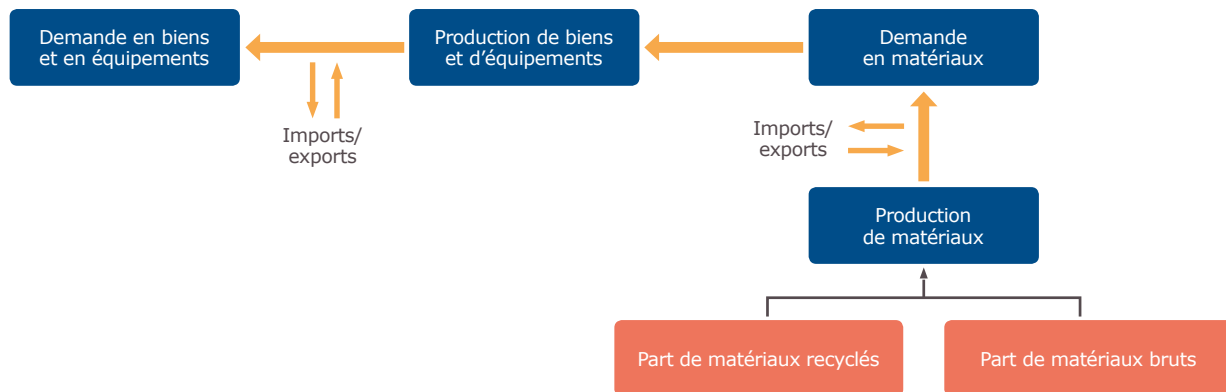 Demande en biens
et en équipements
Production de biens
et d'équipements
Demande
en matériaux
Imports/
exports
Imports/
exports
Production
de matériaux
Part de matériaux recyclés
Part de matériaux bruts